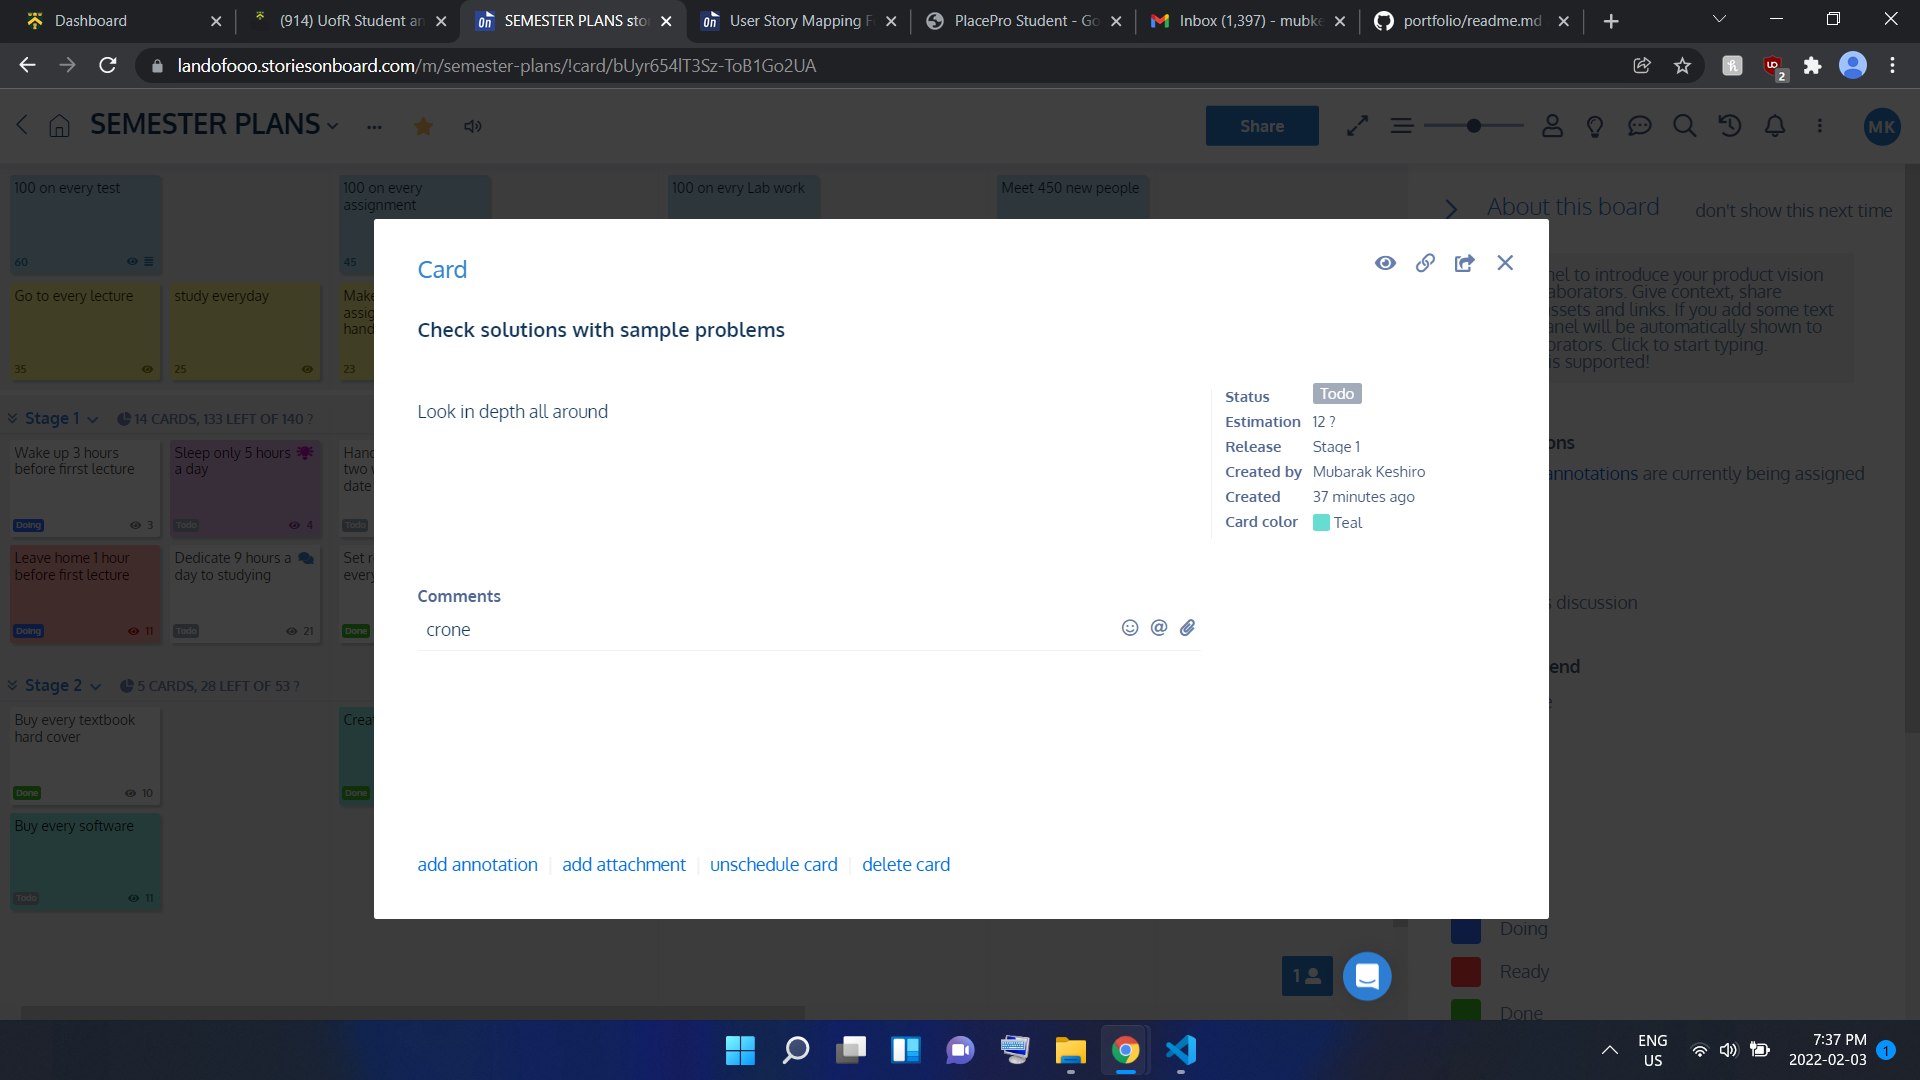 Dashboard
(914) UofR Student an
SEMESTER PLANS sto
User Story Mapping F
PlacePro Student - Go
Inbox (1,397) - mubke
portfolio/readme.md
landofooo.storiesonboard.com/m/semester-plans/!card/bUyr654lT3Sz-ToB1Go2UA
2
SEMESTER PLANS
Share
MK
100 on every test
60
100 on every
assignment
45
100 on evry Lab work
Meet 450 new people
About this board
don't show this next time
nel to introduce your product vision
laborators. Give context, share
assets and links. If you add some text
anel will be automatically shown to
orators. Click to start typing.
is supported!
Go to every lecture
35
study everyday
25
Make
assig
hand
23
Stage 1
14 CARDS, 133 LEFT OF 140 ?
Wake up 3 hours
before firrst lecture
Doing
3
Sleep only 5 hours
a day
Todo
4
Hand
two
date
Todo
Leave home 1 hour
before first lecture
Doing
11
Dedicate 9 hours a
day to studying
Todo
21
Set r
every
Done
Stage 2
5 CARDS, 28 LEFT OF 53 ?
Buy every textbook
hard cover
Done
10
Creat
Done
Buy every software
Todo
11
Card
Check solutions with sample problems
Look in depth all around
Status Todo
Estimation 12 ?
Release Stage 1
Created by Mubarak Keshiro
Created 37 minutes ago
Card color Teal
Comments
crone
add annotation
add attachment
unschedule card
delete card
ons
annotations are currently being assigned
s discussion
end
e
Doing
Ready
Done
1
ENG
US
7:37 PM
2022-02-03
1